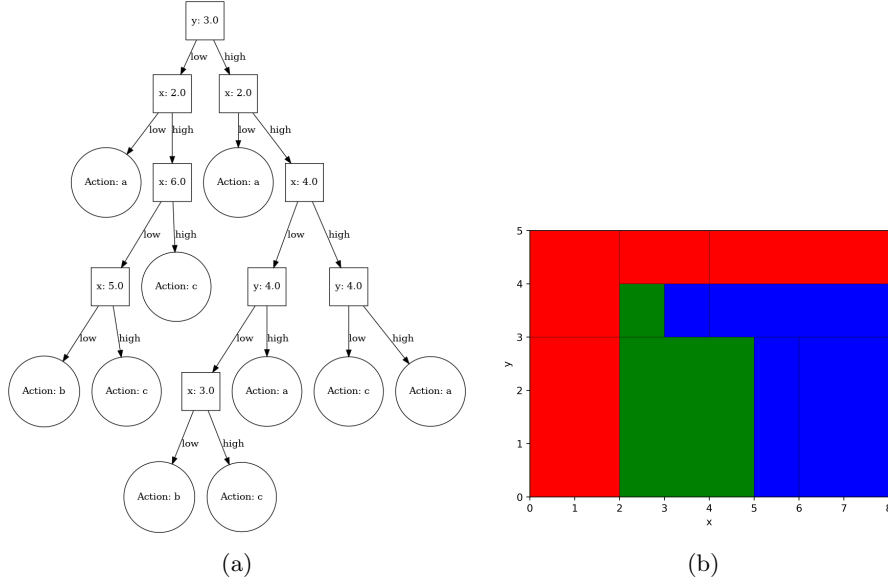 y: 3.0
low high
x: 2.0 x: 2.0
low high low high
Action: a x: 6.0 Action: a x: 4.0
low high low high
x: 5.0 Action: c y: 4.0 y: 4.0
low high low high low high
Action: b Action: c x: 3.0 Action: a Action: c Action: a
low high
Action: b Action: c
(a)
5
4
3
2
1
0
y
0 1 2 3 4 5 6 7 8
x
(b)